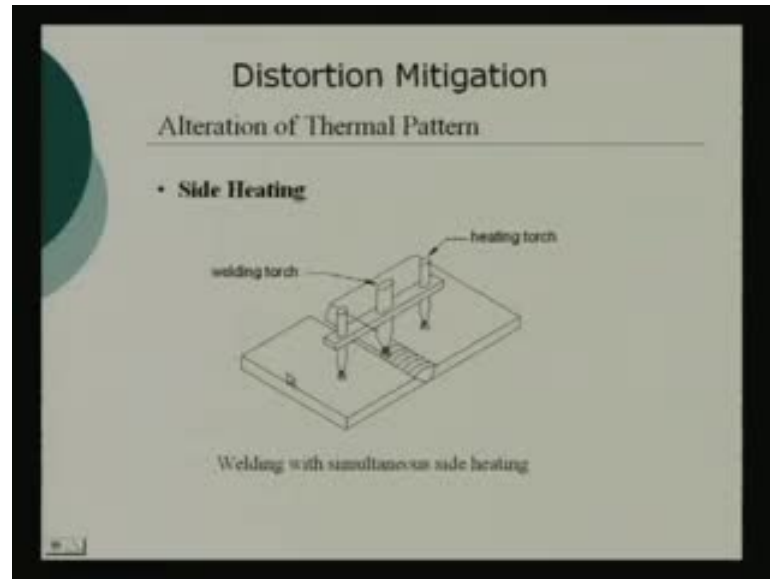 Distortion Mitigation
Alteration of Thermal Pattern
• Side Heating
heating torch
welding torch
Welding with simultaneous side heating